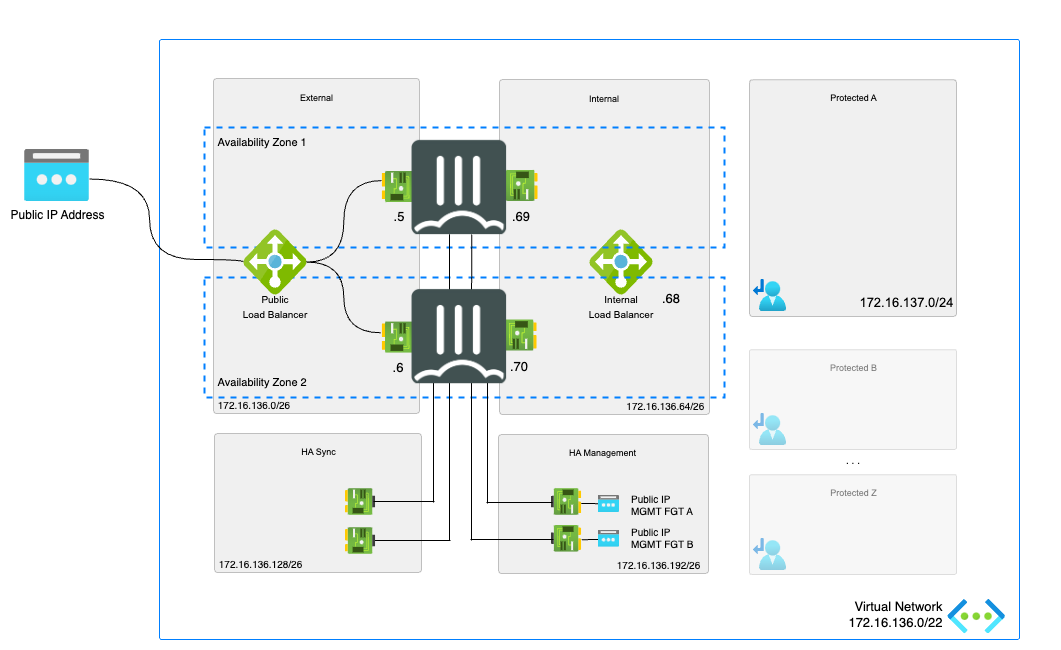 External
Internal
Protected A
Availability Zone 1
Public IP Address
.5
.69
Public
Load Balancer
Internal
Load Balancer
.68
172.16.137.0/24
.6
.70
Availability Zone 2
172.16.136.0/26
172.16.136.64/26
Protected B
...
HA Sync
HA Management
Protected Z
Public IP
MGMT FGT A
Public IP
MGMT FGT B
172.16.136.128/26
172.16.136.192/26
Virtual Network
172.16.136.0/22